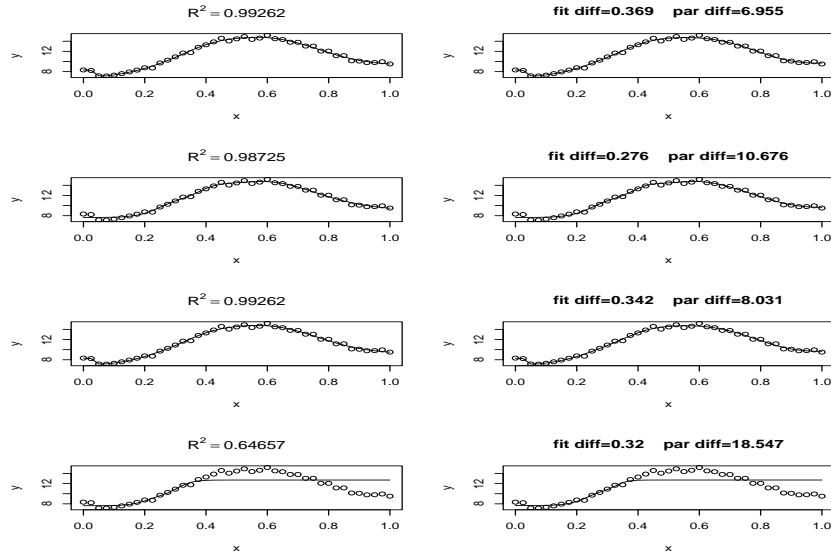 R² = 0.99262
fit diff=0.369 par diff=6.955
y
8 12
0.0 0.2 0.4 0.6 0.8 1.0
x
y
8 12
0.0 0.2 0.4 0.6 0.8 1.0
x
R² = 0.98725
fit diff=0.276 par diff=10.676
y
8 12
0.0 0.2 0.4 0.6 0.8 1.0
x
y
8 12
0.0 0.2 0.4 0.6 0.8 1.0
x
R² = 0.99262
fit diff=0.342 par diff=8.031
y
8 12
0.0 0.2 0.4 0.6 0.8 1.0
x
y
8 12
0.0 0.2 0.4 0.6 0.8 1.0
x
R² = 0.64657
fit diff=0.32 par diff=18.547
y
8 12
0.0 0.2 0.4 0.6 0.8 1.0
x
y
8 12
0.0 0.2 0.4 0.6 0.8 1.0
x